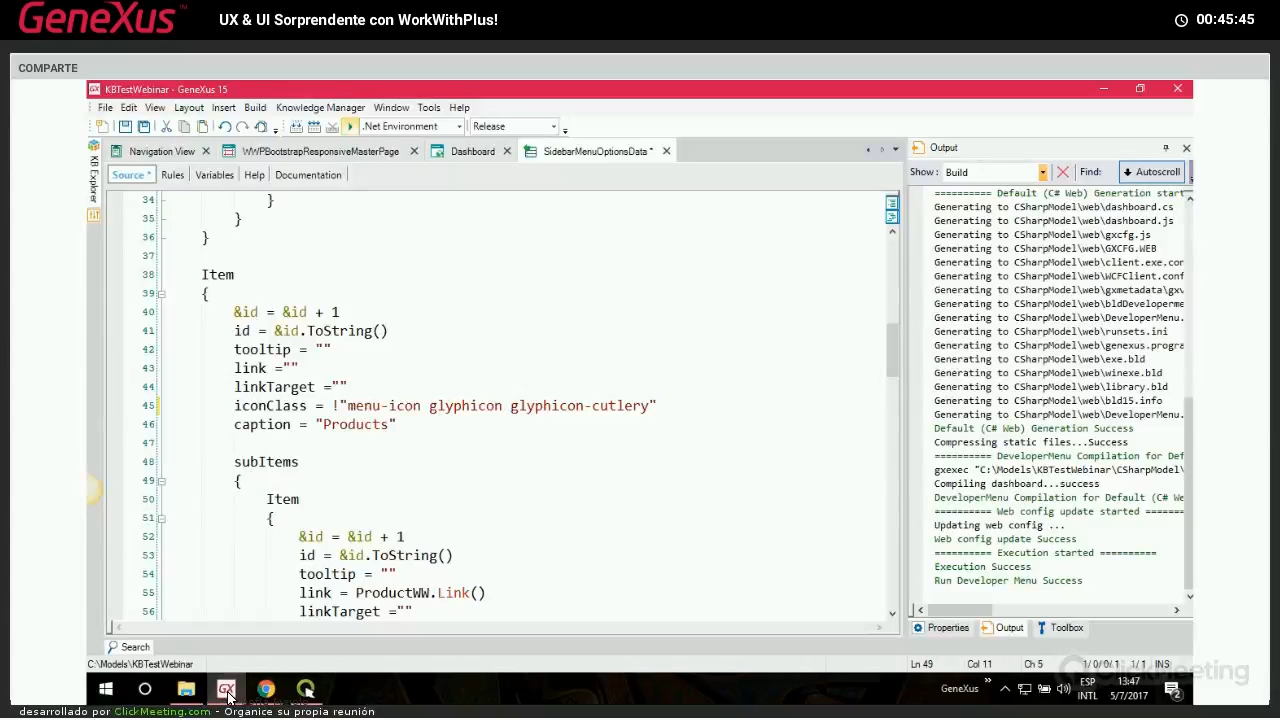 GeneXus™
UX & UI Sorprendente con WorkWithPlus!
00:45:45
COMPARTE
KBTestWebinar - GeneXus 15
File Edit View Layout Insert Build Knowledge Manager Window Tools Help
.Net Environment
Release
KB Explorer
Navigation View
WWPBootstrapResponsiveMasterPage
Dashboard
SidebarMenuOptionsData *
Source *
Rules
Variables
Help
Documentation
34 }
35 }
36 }
37
38 Item
39 {
40 &id = &id + 1
41 id = &id.ToString()
42 tooltip = ""
43 link =""
44 linkTarget =""
45 iconClass = !"menu-icon glyphicon glyphicon-cutlery"
46 caption = "Products"
47
48 subItems
49 {
50 Item
51 {
52 &id = &id + 1
53 id = &id.ToString()
54 tooltip = ""
55 link = ProductWW.Link()
56 linkTarget =""
Output
Show: Build
Find:
Autoscroll
========== Default (C# Web) Generation start
Generating to CSharpModel\web\dashboard.cs
Generating to CSharpModel\web\dashboard.js
Generating to CSharpModel\web\gxcfg.js
Generating to CSharpModel\web\GXCFG.WEB
Generating to CSharpModel\web\client.exe.con
Generating to CSharpModel\web\WCFClient.conf
Generating to CSharpModel\web\gxmetadata\gxv
Generating to CSharpModel\web\bldDeveloperme
Generating to CSharpModel\web\DeveloperMenu.
Generating to CSharpModel\web\runsets.ini
Generating to CSharpModel\web\genexus.progra
Generating to CSharpModel\web\exe.bld
Generating to CSharpModel\web\winexe.bld
Generating to CSharpModel\web\library.bld
Generating to CSharpModel\web\bld15.info
Generating to CSharpModel\web\DeveloperMenu.
Default (C# Web) Generation Success
Compressing static files...Success
========== DeveloperMenu Compilation for Def
gxexec "C:\Models\KBTestWebinar\CSharpModel\
Compiling dashboard...success
DeveloperMenu Compilation for Default (C# We
========== Web config update started =======
Updating web config ...
Web config update Success
========== Execution started ==========
Execution Success
Run Developer Menu Success
Properties
Output
Toolbox
Search
C:\Models\KBTestWebinar
Ln 49
Col 11
Ch 5
1/0/0/1
1/1
INS
ClickMeeting
GX
GeneXus
ESP
INTL
13:47
5/7/2017
2
desarrollado por ClickMeeting.com - Organice su propia reunión